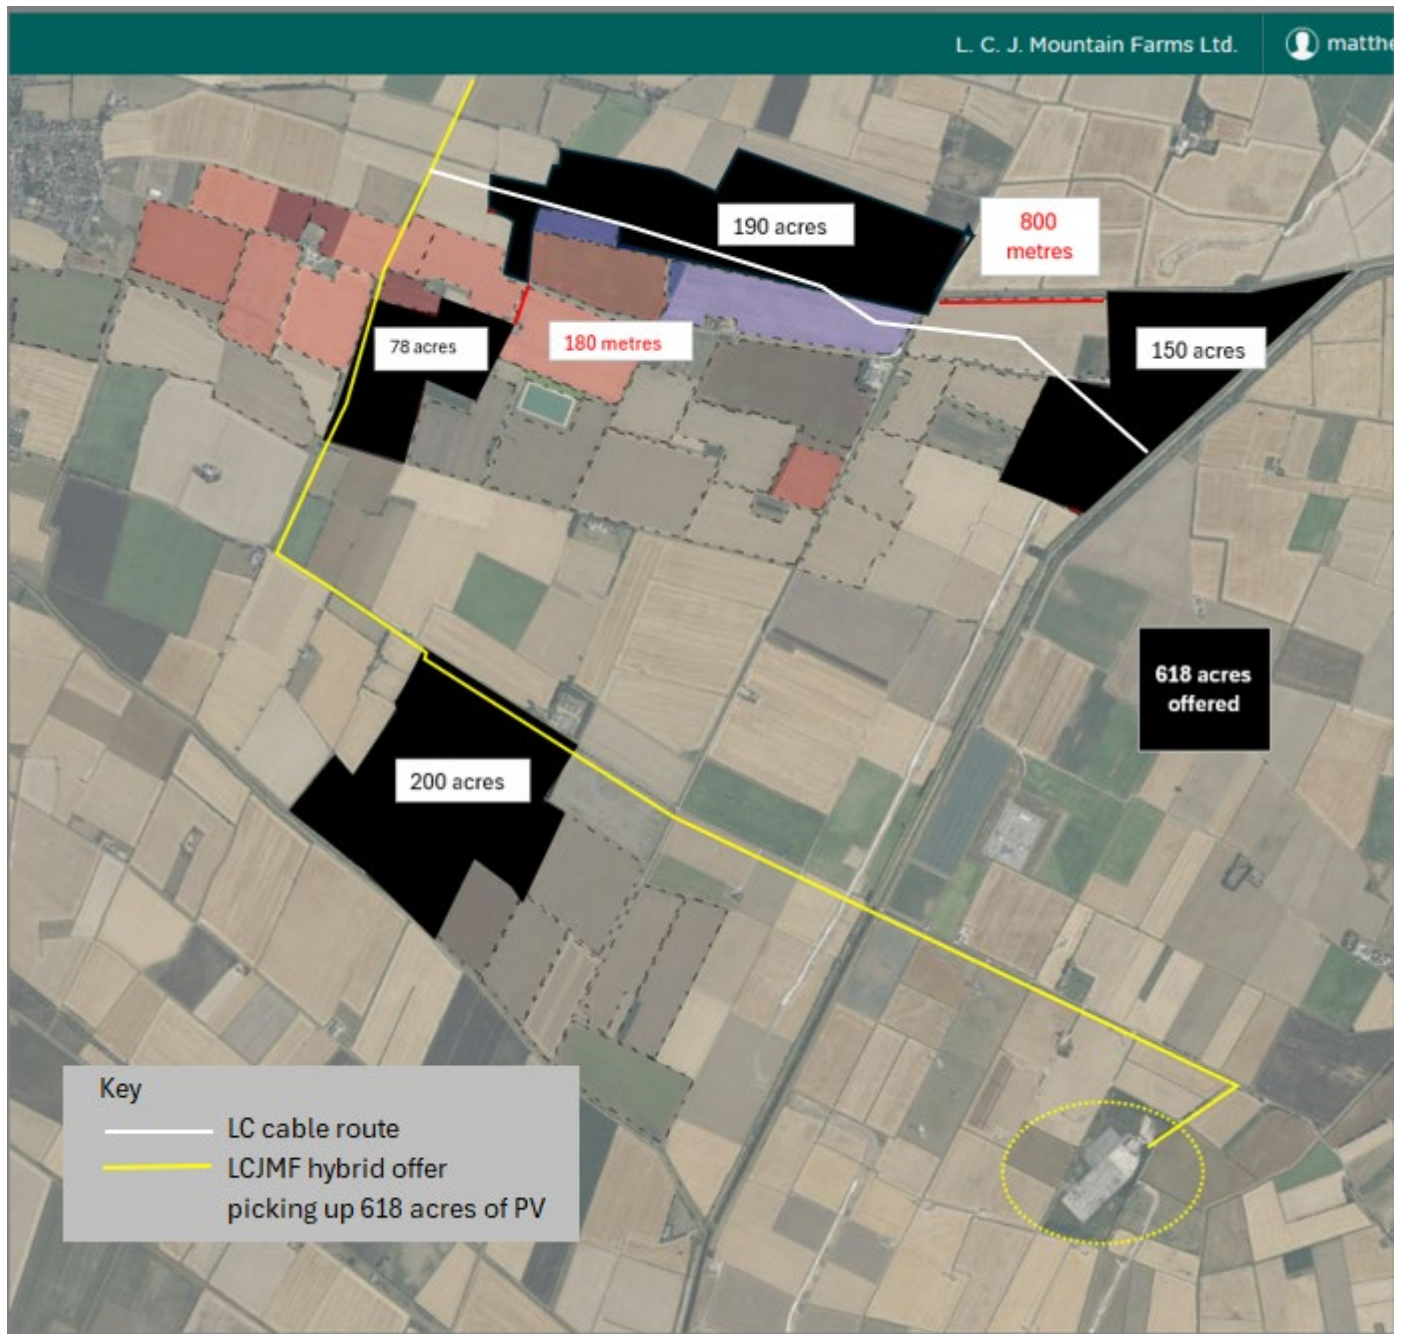 L. C. J. Mountain Farms Ltd.
matthe
190 acres
800
metres
78 acres
180 metres
150 acres
618 acres
offered
200 acres
Key
LC cable route
LCJMF hybrid offer
picking up 618 acres of PV